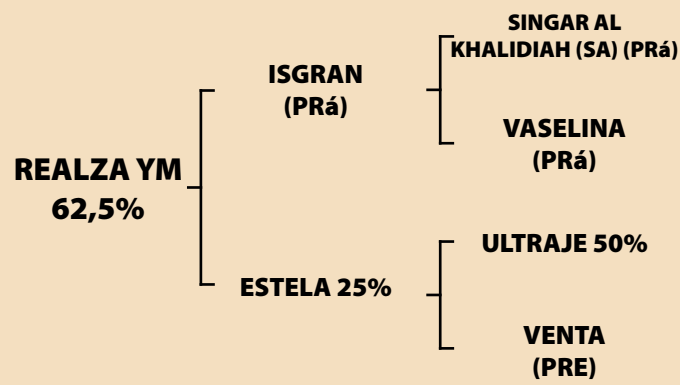 REALZA YM
62,5%
ISGRAN
(PRá)
ESTELA 25%
SINGAR AL
KHALIDIAH (SA) (PRá)
VASELINA
(PRá)
ULTRAJE 50%
VENTA
(PRE)